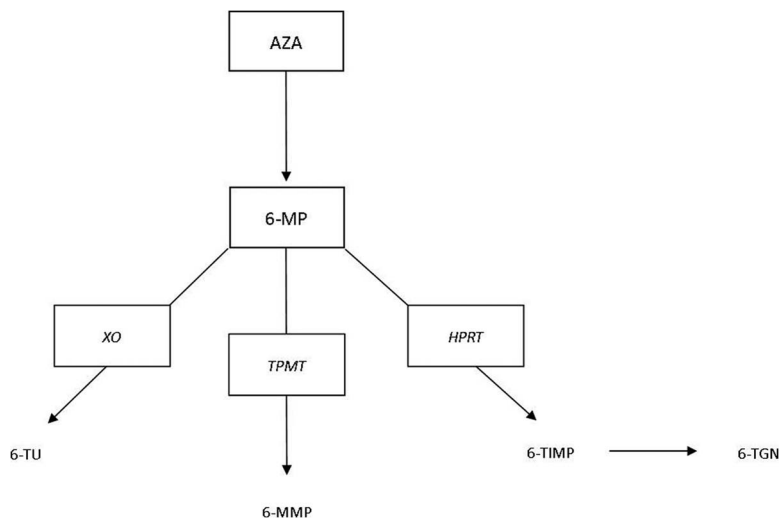 AZA
6-MP
XO
TPMT
HPRT
6-TU
6-TIMP
6-TGN
6-MMP